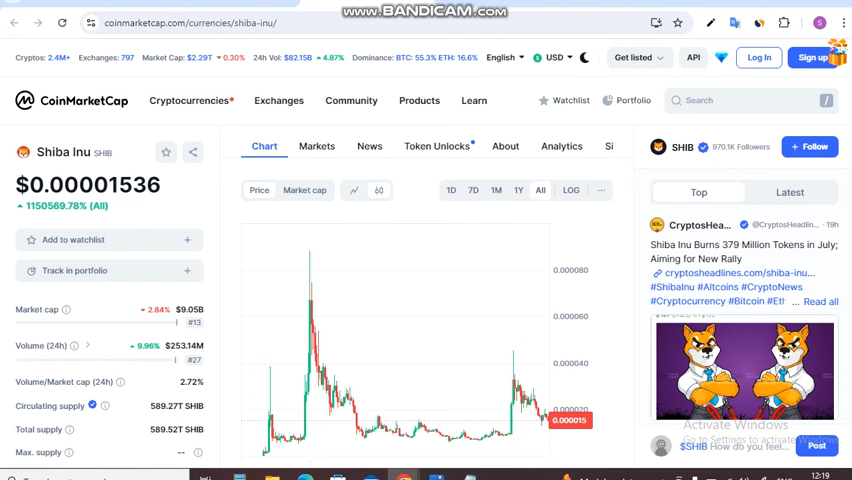 www.BANDICAM.com
coinmarketcap.com/currencies/shiba-inu/
S
Cryptos: 2.4M+ Exchanges: 797 Market Cap: $2.29T 0.30% 24h Vol: $82.15B 4.87% Dominance: BTC: 55.3% ETH: 16.6% English USD Get listed API Log In Sign up
CoinMarketCap Cryptocurrencies Exchanges Community Products Learn Watchlist Portfolio Search /
Shiba Inu SHIB
$0.00001536
1150569.78% (All)
Add to watchlist +
Track in portfolio +
Market cap 2.84% $9.05B
#13
Volume (24h) 9.96% $253.14M
#27
Volume/Market cap (24h) 2.72%
Circulating supply 589.27T SHIB
Total supply 589.52T SHIB
Max. supply --
Chart Markets News Token Unlocks About Analytics Si
Price Market cap 1D 7D 1M 1Y All LOG ...
0.000080
0.000060
0.000040
0.000020
0.000015
SHIB 970.1K Followers + Follow
Top Latest
CryptosHea... @CryptosHeadlin... · 19h
Shiba Inu Burns 379 Million Tokens in July;
Aiming for New Rally
cryptosheadlines.com/shiba-inu...
#ShibaInu #Altcoins #CryptoNews
#Cryptocurrency #Bitcoin #Et ... Read all
Activate Windows
Go to Settings to activate Windows.
$SHIB How do you feel... Post
ENG 12:19